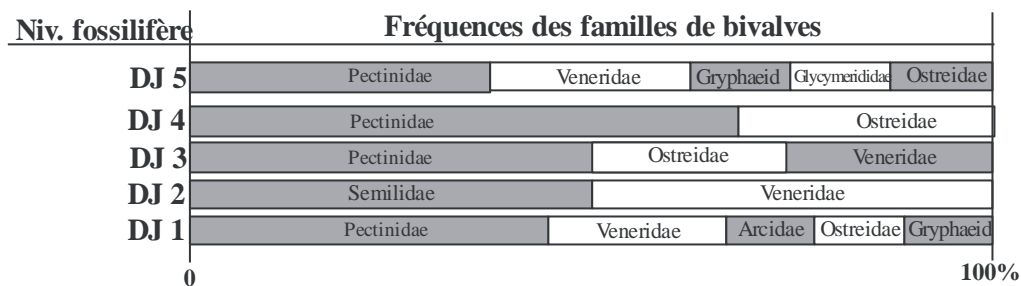 Niv. fossilifère Fréquences des familles de bivalves
DJ 5 Pectinidae Veneridae Gryphaeid Glycymerididae Ostreidae
DJ 4 Pectinidae Ostreidae
DJ 3 Pectinidae Ostreidae Veneridae
DJ 2 Semilidae Veneridae
DJ 1 Pectinidae Veneridae Arcidae Ostreidae Gryphaeid
0 100%